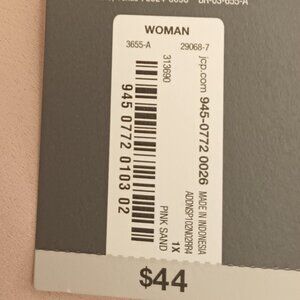 WOMAN
3655-A 29068-7
jcp.com 945-0772 0026
MADE IN INDONESIA
313690
945 0772 0103 02
PINK SAND
1X
$44